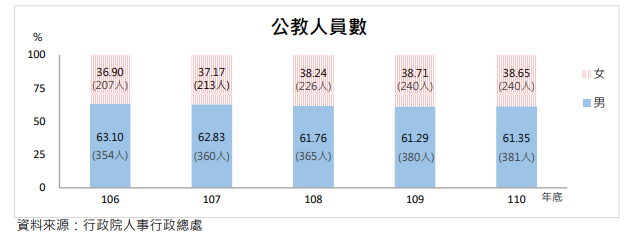 公教人員數
%
100
75
50
25
0
36.90 37.17 38.24 38.71 38.65
(207人) (213人) (226人) (240人) (240人)
女
男
63.10 62.83 61.76 61.29 61.35
(354人) (360人) (365人) (380人) (381人)
106 107 108 109 110 年底
資料來源：行政院人事行政總處